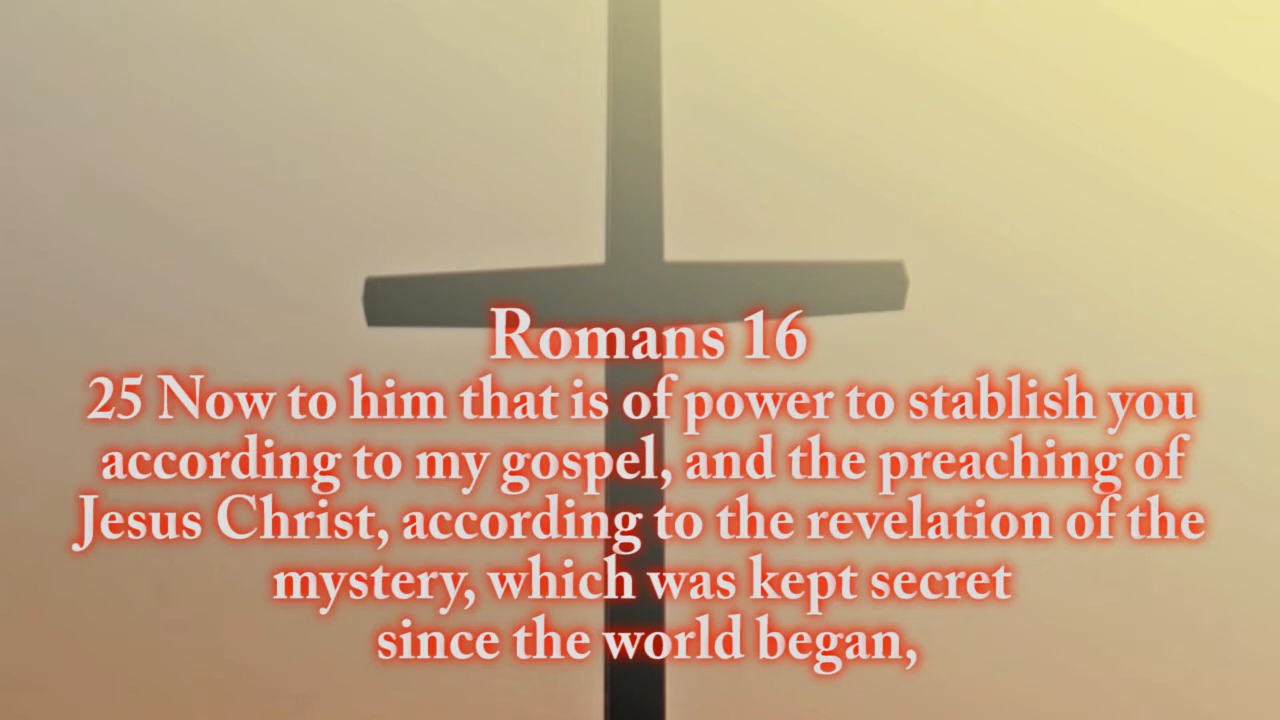 Romans 16
25 Now to him that is of power to stablish you
according to my gospel, and the preaching of
Jesus Christ, according to the revelation of the
mystery, which was kept secret
since the world began,